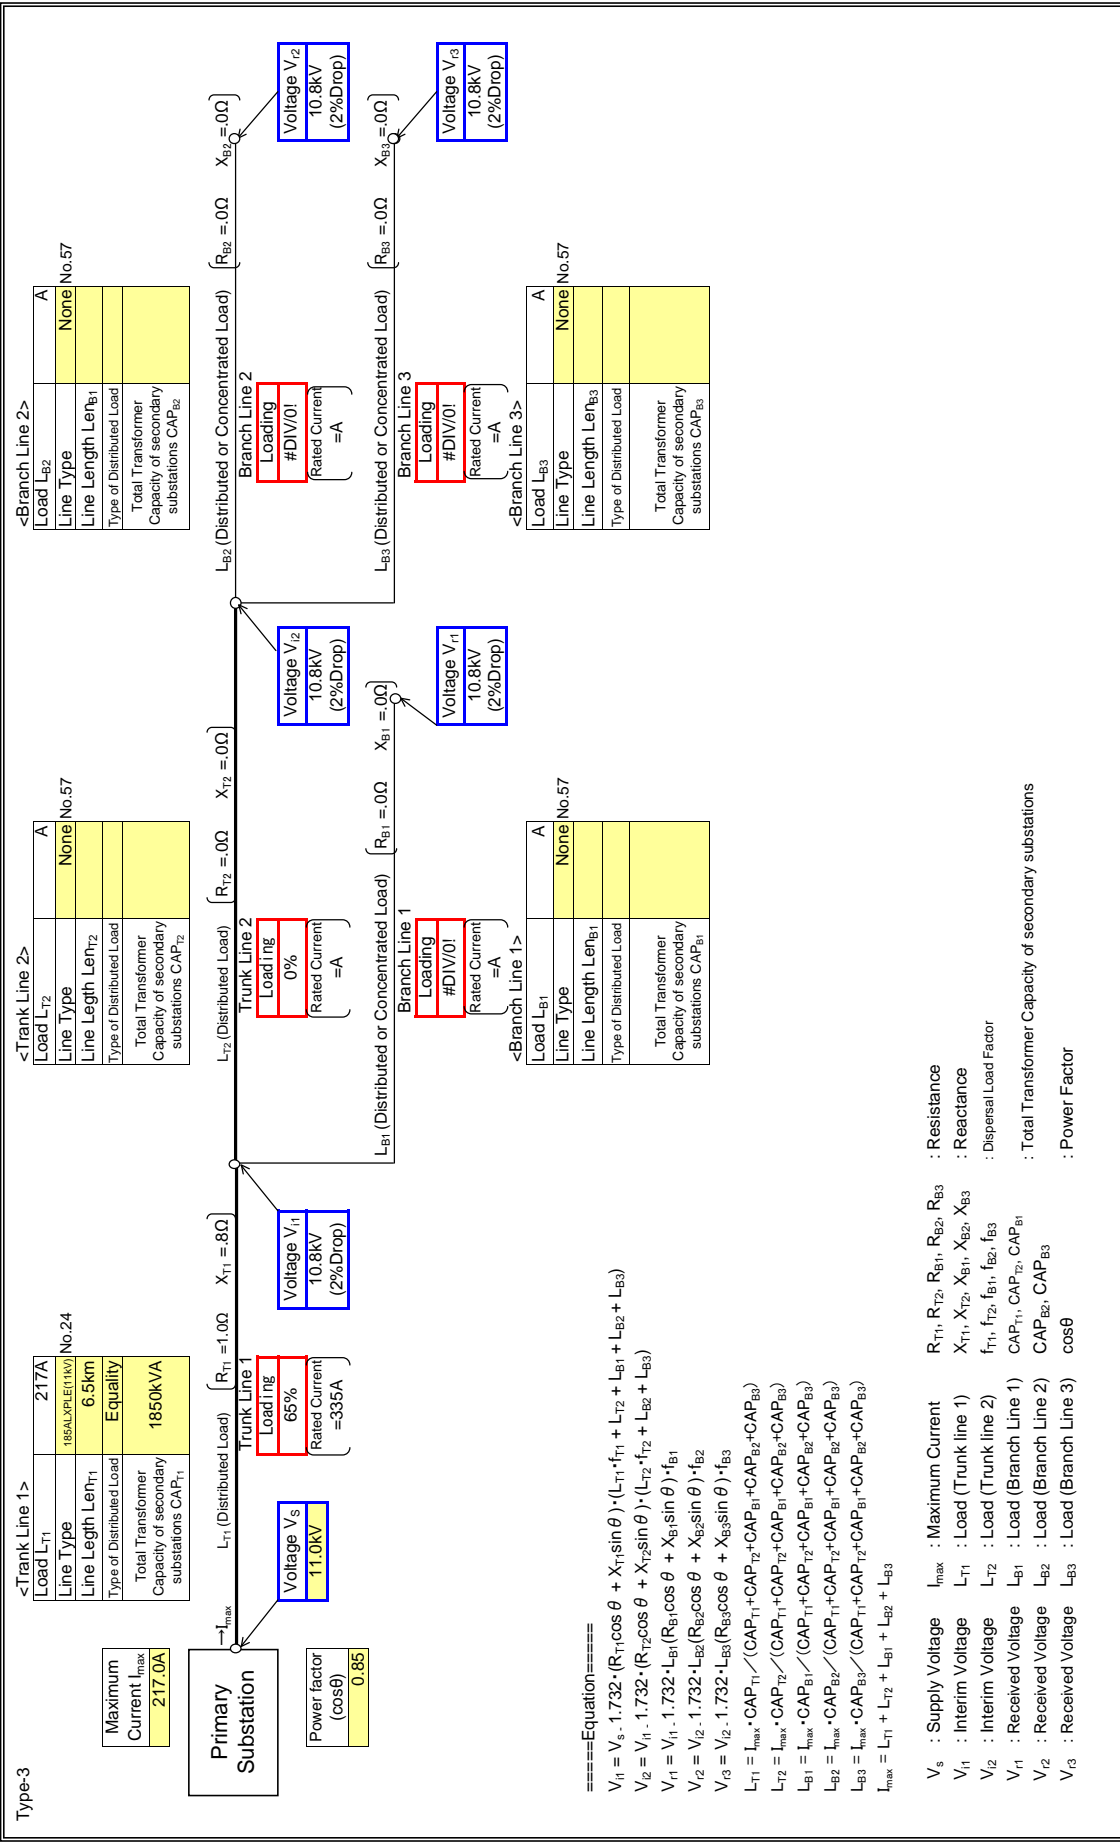 Type-3
Maximum
Current Imax
217.0A
Primary
Substation
Power factor
(cosθ)
0.85
→Imax
Voltage Vs
11.0kV
<Trank Line 1>
Load LT1 217A
Line Type 185ALXPLE(11kV) No.24
Line Legth LenT1 6.5km
Type of Distributed Load Equality
Total Transformer
Capacity of secondary
substations CAPT1
1850kVA
LT1 (Distributed Load) RT1 =1.0Ω XT1 =.8Ω
Trunk Line 1
Loading
65%
Rated Current
=335A
Voltage Vi1
10.8kV
(2%Drop)
<Trank Line 2>
Load LT2 A
Line Type None No.57
Line Legth LenT2
Type of Distributed Load
Total Transformer
Capacity of secondary
substations CAPT2
LT2 (Distributed Load) RT2 =.0Ω XT2 =.0Ω
Trunk Line 2
Loading
0%
Rated Current
=A
Voltage Vi2
10.8kV
(2%Drop)
LB1 (Distributed or Concentrated Load) RB1 =.0Ω XB1 =.0Ω
Branch Line 1
Loading
#DIV/0!
Rated Current
=A
Voltage Vr1
10.8kV
(2%Drop)
<Branch Line 1>
Load LB1 A
Line Type None No.57
Line Length LenB1
Type of Distributed Load
Total Transformer
Capacity of secondary
substations CAPB1
<Branch Line 2>
Load LB2 A
Line Type None No.57
Line Length LenB1
Type of Distributed Load
Total Transformer
Capacity of secondary
substations CAPB2
LB2 (Distributed or Concentrated Load) RB2 =.0Ω XB2 =.0Ω
Branch Line 2
Loading
#DIV/0!
Rated Current
=A
Voltage Vr2
10.8kV
(2%Drop)
LB3 (Distributed or Concentrated Load) RB3 =.0Ω XB3 =.0Ω
Branch Line 3
Loading
#DIV/0!
Rated Current
=A
Voltage Vr3
10.8kV
(2%Drop)
<Branch Line 3>
Load LB3 A
Line Type None No.57
Line Length LenB3
Type of Distributed Load
Total Transformer
Capacity of secondary
substations CAPB3
=====Equation=====
Vi1 = Vs - 1.732･(RT1cos θ + XT1sin θ)･(LT1･fT1 + LT2 + LB1 + LB2 + LB3)
Vi2 = Vi1 - 1.732･(RT2cos θ + XT2sin θ)･(LT2･fT2 + LB2 + LB3)
Vr1 = Vi1 - 1.732･LB1(RB1cos θ + XB1sin θ)･fB1
Vr2 = Vi2 - 1.732･LB2(RB2cos θ + XB2sin θ)･fB2
Vr3 = Vi2 - 1.732･LB3(RB3cos θ + XB3sin θ)･fB3
LT1 = Imax･CAPT1／(CAPT1+CAPT2+CAPB1+CAPB2+CAPB3)
LT2 = Imax･CAPT2／(CAPT1+CAPT2+CAPB1+CAPB2+CAPB3)
LB1 = Imax･CAPB1／(CAPT1+CAPT2+CAPB1+CAPB2+CAPB3)
LB2 = Imax･CAPB2／(CAPT1+CAPT2+CAPB1+CAPB2+CAPB3)
LB3 = Imax･CAPB3／(CAPT1+CAPT2+CAPB1+CAPB2+CAPB3)
Imax = LT1 + LT2 + LB1 + LB2 + LB3
Vs : Supply Voltage Imax : Maximum Current RT1, RT2, RB1, RB2, RB3 : Resistance
Vi1 : Interim Voltage LT1 : Load (Trunk line 1) XT1, XT2, XB1, XB2, XB3 : Reactance
Vi2 : Interim Voltage LT2 : Load (Trunk line 2) fT1, fT2, fB1, fB2, fB3 : Dispersal Load Factor
Vr1 : Received Voltage LB1 : Load (Branch Line 1) CAPT1, CAPT2, CAPB1 : Total Transformer Capacity of secondary substations
Vr2 : Received Voltage LB2 : Load (Branch Line 2) CAPB2, CAPB3
Vr3 : Received Voltage LB3 : Load (Branch Line 3) cosθ : Power Factor